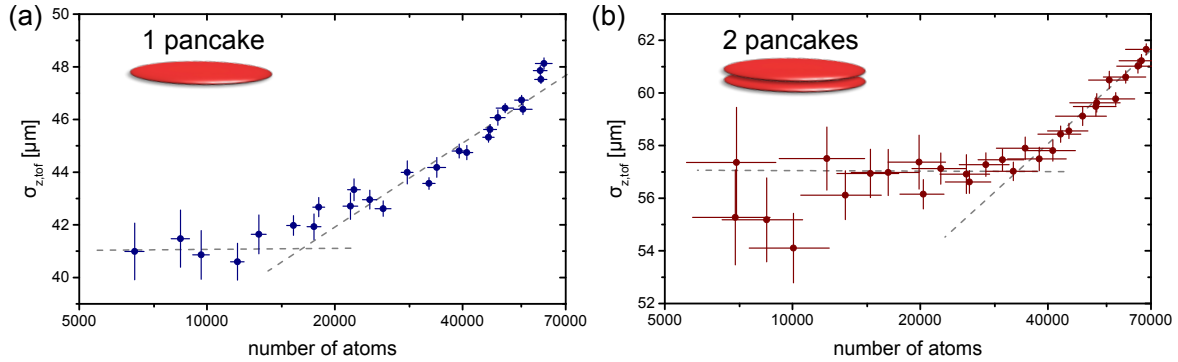 (a)
1 pancake
50
48
46
44
42
40
σz,tof [µm]
5000
10000
20000
40000
70000
number of atoms
(b)
2 pancakes
62
60
58
56
54
52
σz,tof [µm]
5000
10000
20000
40000
70000
number of atoms